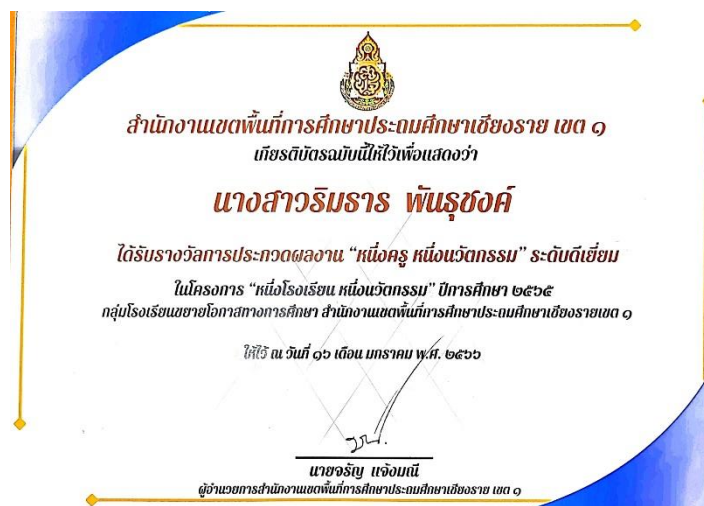 สำนักงานเขตพื้นที่การศึกษาประถมศึกษาเชียงราย เขต ๑
เกียรติบัตรฉบับนี้ให้ไว้เพื่อแสดงว่า
นางสาวริมธาร พันธุชงค์
ได้รับรางวัลการประกวดผลงาน “หนึ่งครู หนึ่งนวัตกรรม” ระดับดีเยี่ยม
ในโครงการ “หนึ่งโรงเรียน หนึ่งนวัตกรรม” ปีการศึกษา ๒๕๖๕
กลุ่มโรงเรียนขยายโอกาสทางการศึกษา สำนักงานเขตพื้นที่การศึกษาประถมศึกษาเชียงรายเขต ๑
ให้ไว้ ณ วันที่ ๑๖ เดือน มกราคม พ.ศ. ๒๕๖๖
นายจรัญ แจ้งมณี
ผู้อำนวยการสำนักงานเขตพื้นที่การศึกษาประถมศึกษาเชียงราย เขต ๑